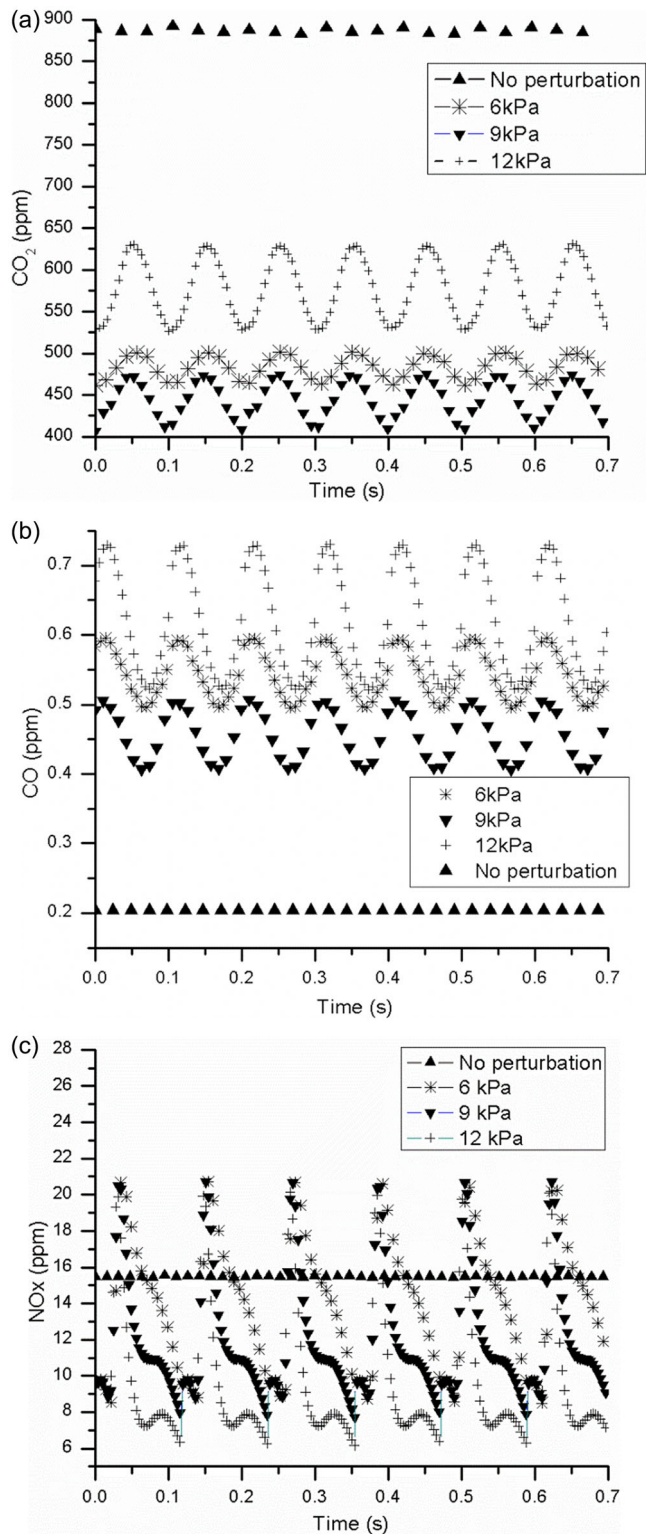 (a)
900
850
800
750
700
650
600
550
500
450
400
CO₂ (ppm)
No perturbation
6kPa
9kPa
12kPa
0.0 0.1 0.2 0.3 0.4 0.5 0.6 0.7
Time (s)
(b)
0.7
0.6
0.5
0.4
0.3
0.2
CO (ppm)
6kPa
9kPa
12kPa
No perturbation
0.0 0.1 0.2 0.3 0.4 0.5 0.6 0.7
Time (s)
(c)
28
26
24
22
20
18
16
14
12
10
8
6
NOx (ppm)
No perturbation
6 kPa
9 kPa
12 kPa
0.0 0.1 0.2 0.3 0.4 0.5 0.6 0.7
Time (s)